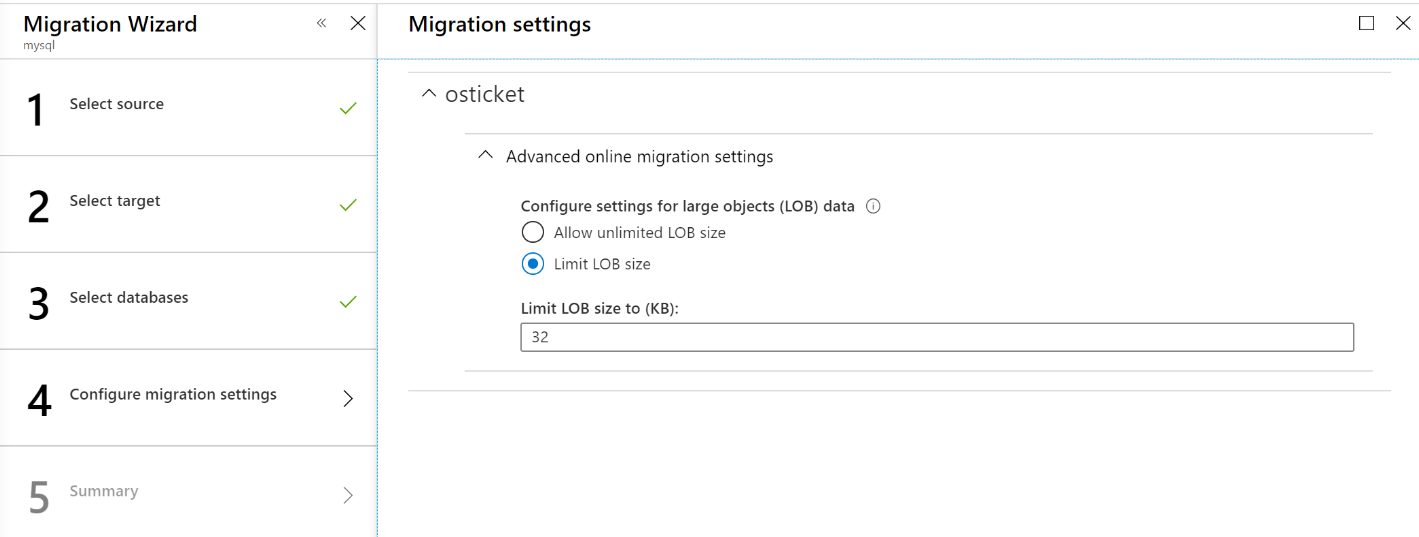 Migration Wizard
mysql
1 Select source
2 Select target
3 Select databases
4 Configure migration settings
5 Summary
Migration settings
osticket
Advanced online migration settings
Configure settings for large objects (LOB) data
Allow unlimited LOB size
Limit LOB size
Limit LOB size to (KB):
32